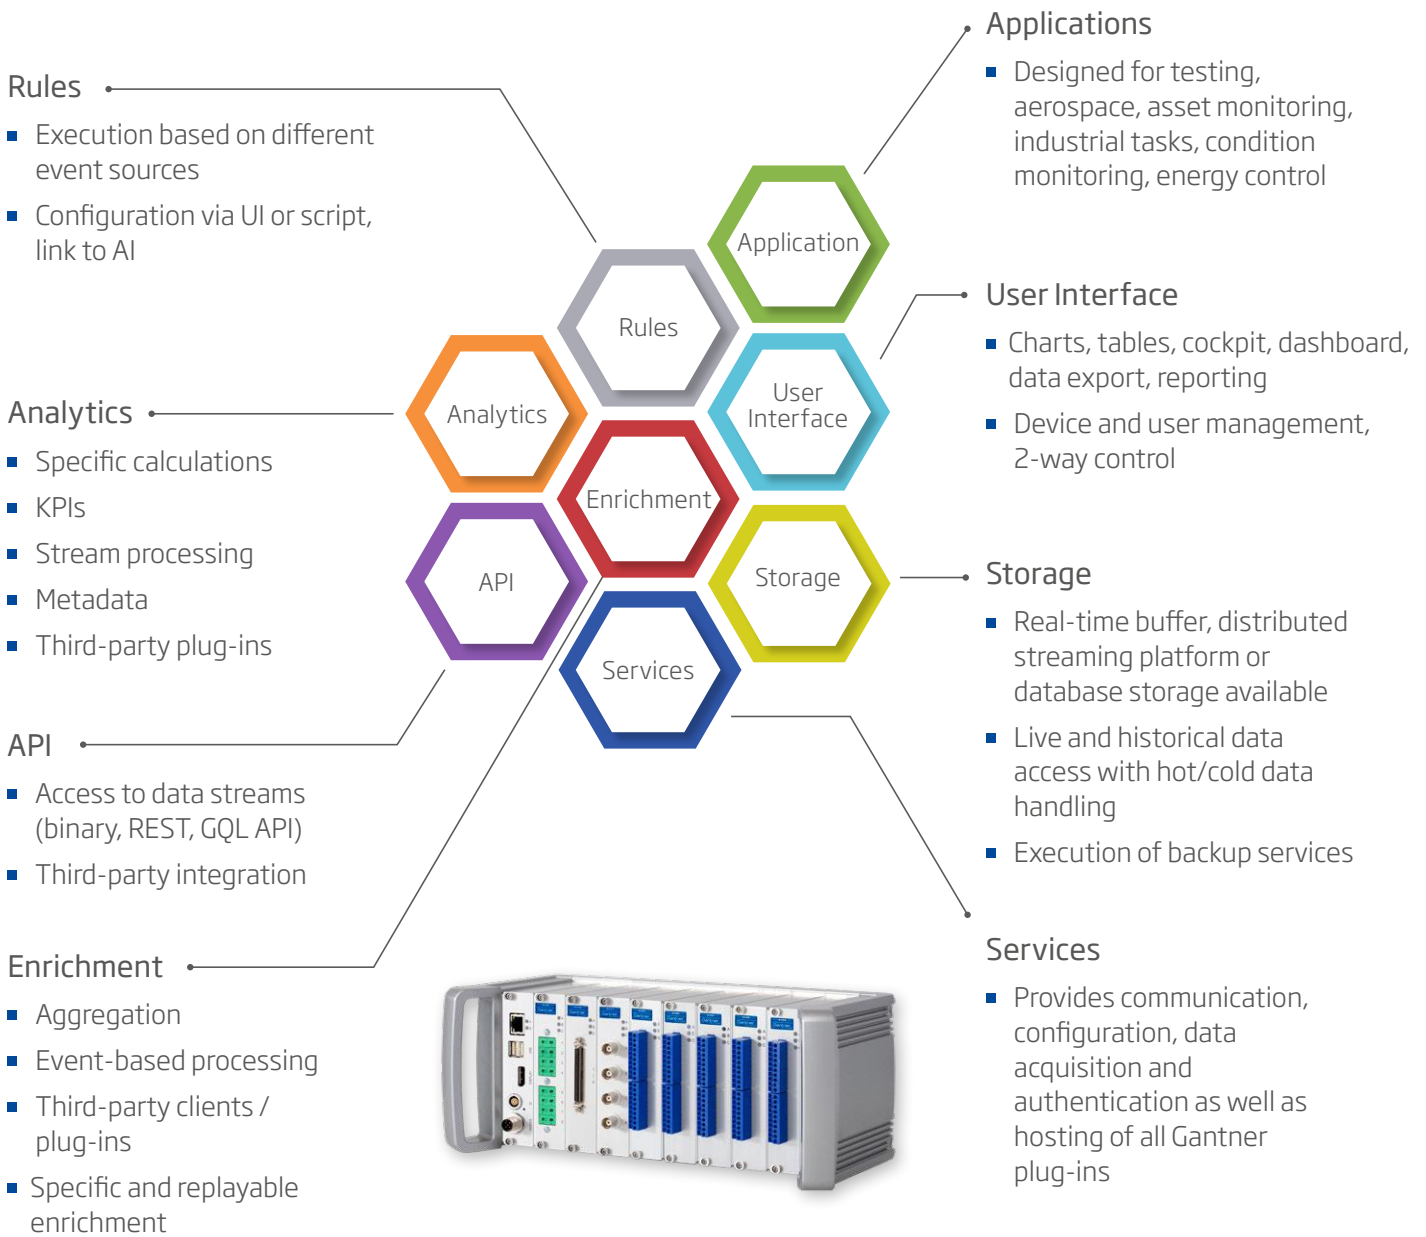 Rules
Execution based on different
event sources
Configuration via UI or script,
link to AI
Analytics
Specific calculations
KPIs
Stream processing
Metadata
Third-party plug-ins
API
Access to data streams
(binary, REST, GQL API)
Third-party integration
Enrichment
Aggregation
Event-based processing
Third-party clients /
plug-ins
Specific and replayable
enrichment
Application
Rules
User
Interface
Analytics
Enrichment
Storage
API
Services
Applications
Designed for testing,
aerospace, asset monitoring,
industrial tasks, condition
monitoring, energy control
User Interface
Charts, tables, cockpit, dashboard,
data export, reporting
Device and user management,
2-way control
Storage
Real-time buffer, distributed
streaming platform or
database storage available
Live and historical data
access with hot/cold data
handling
Execution of backup services
Services
Provides communication,
configuration, data
acquisition and
authentication as well as
hosting of all Gantner
plug-ins